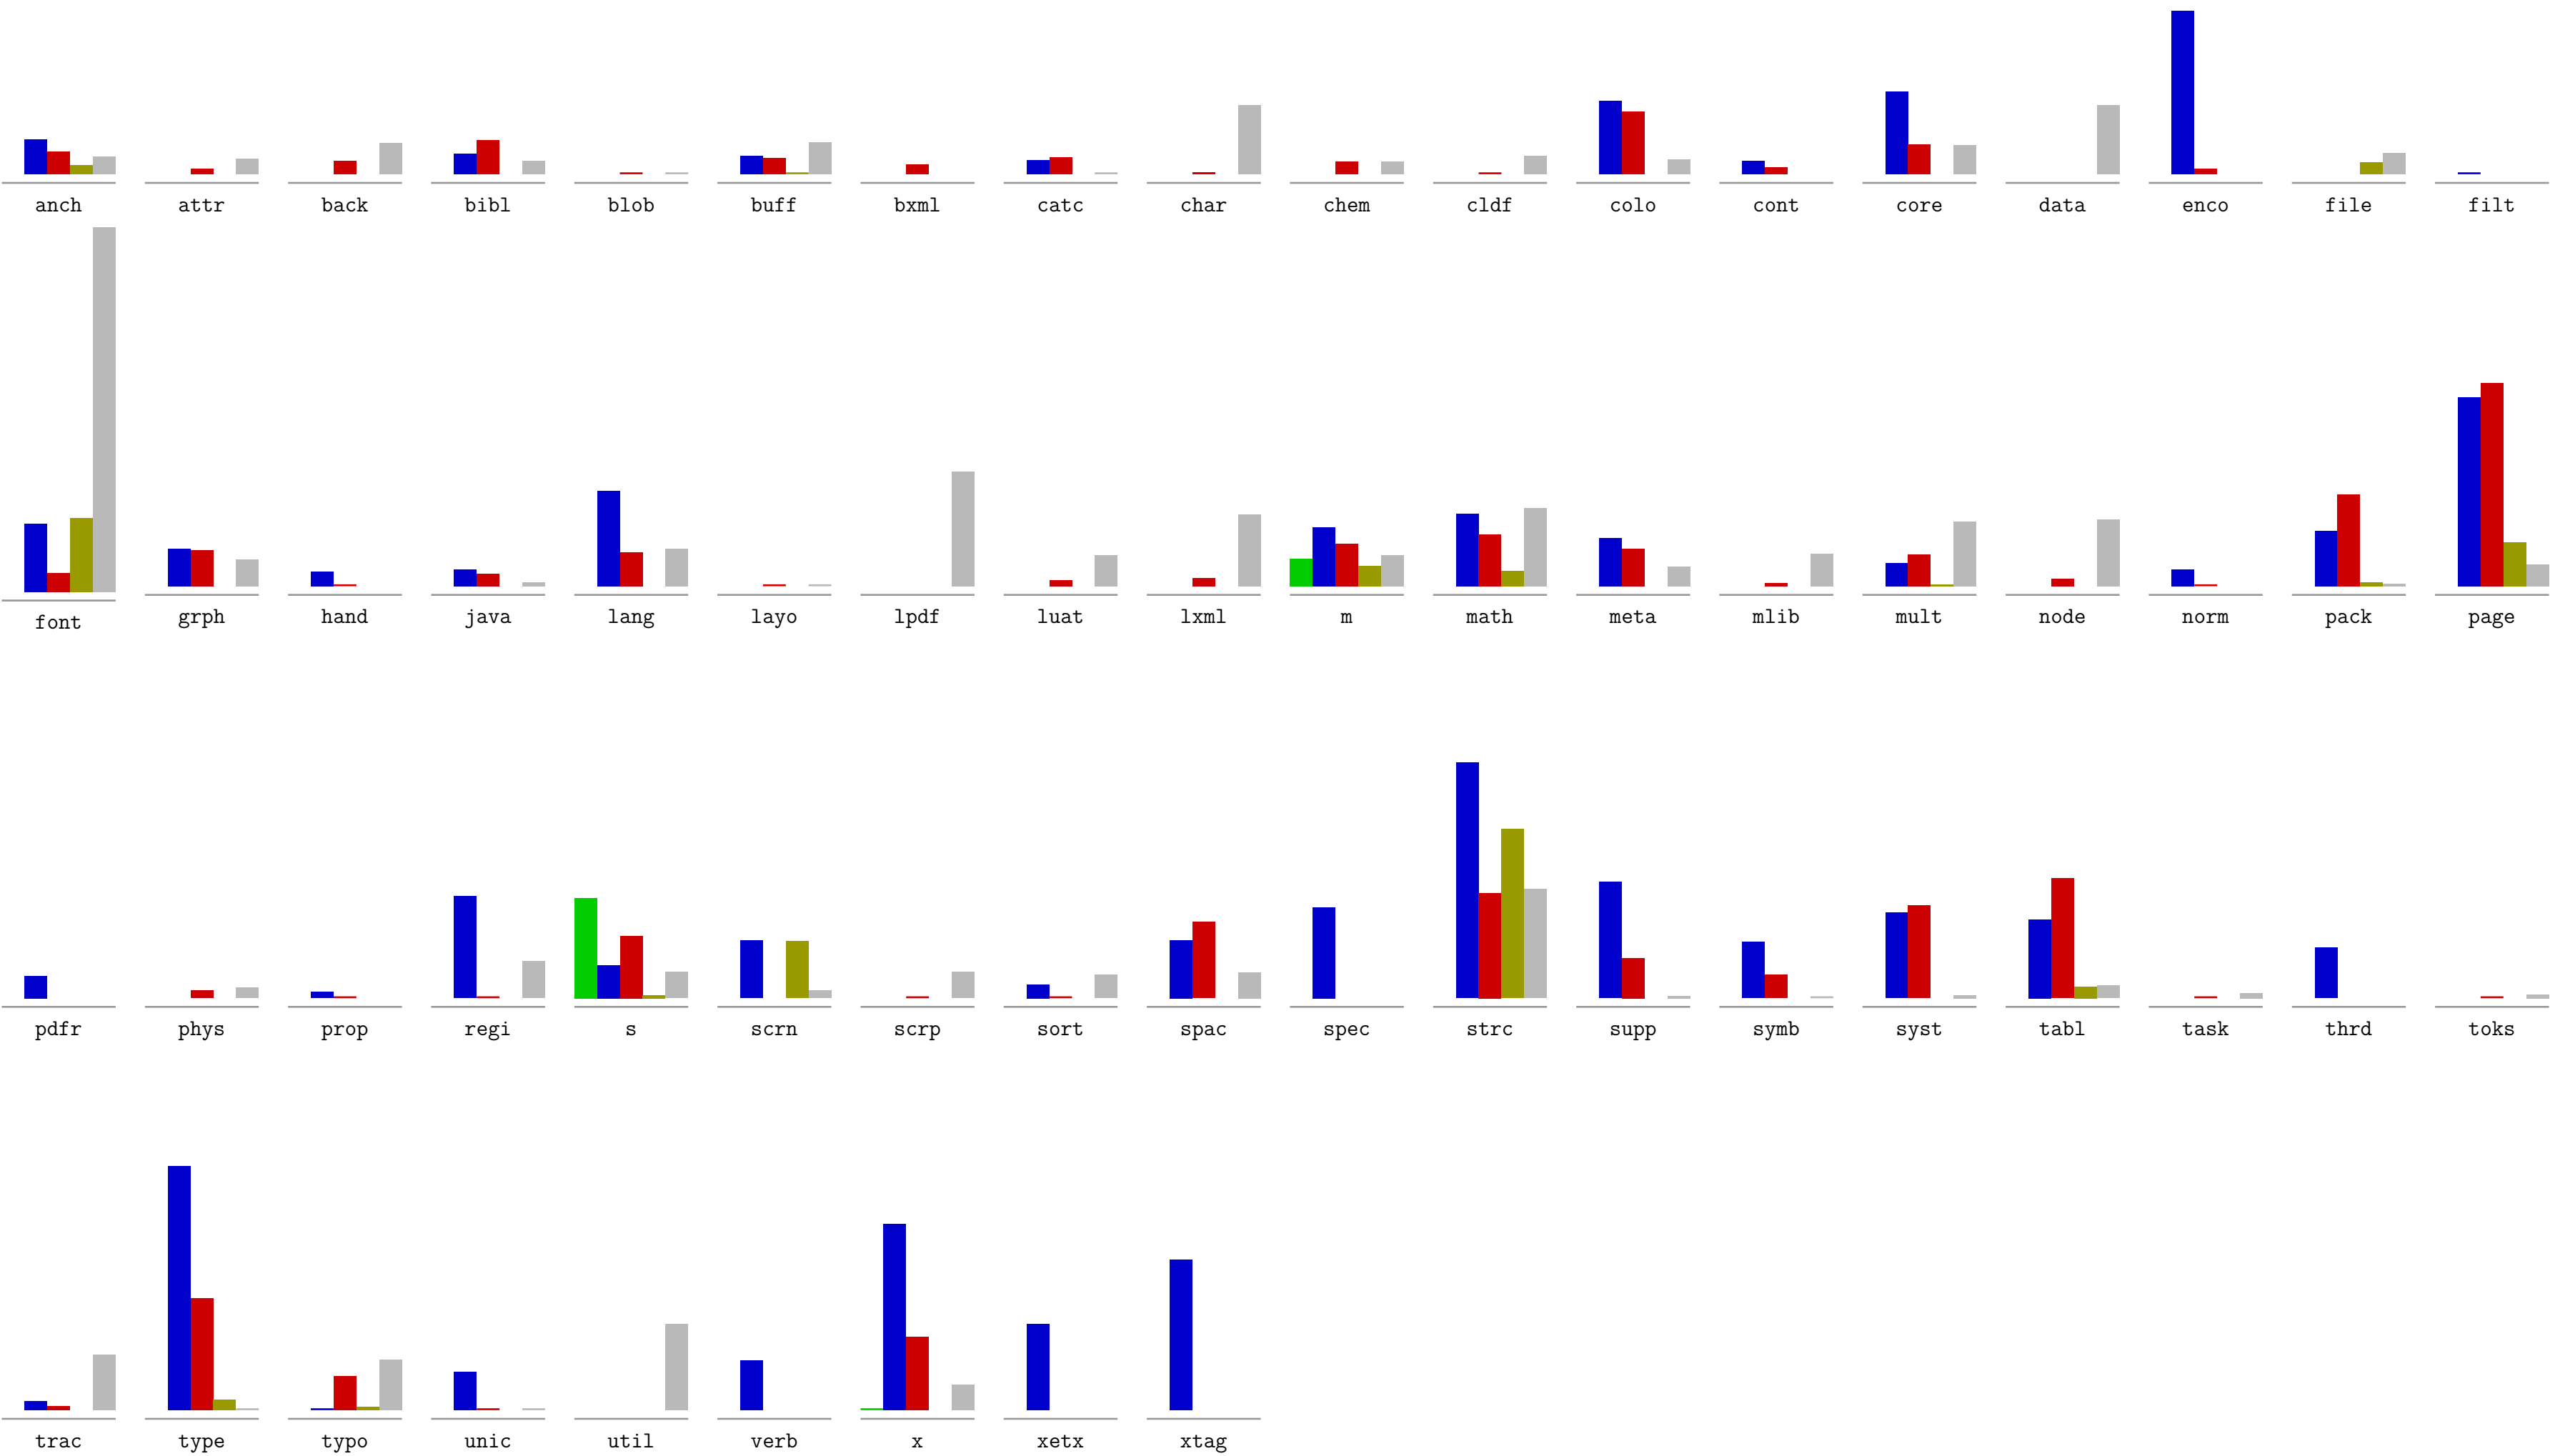 anch attr back bibl blob buff bxml catc char chem cldf colo cont core data enco file filt
font grph hand java lang layo lpdf luat lxml m math meta mlib mult node norm pack page
pdfr phys prop regi s scrn scrp sort spac spec strc supp symb syst tabl task thrd toks
trac type typo unic util verb x xetx xtag